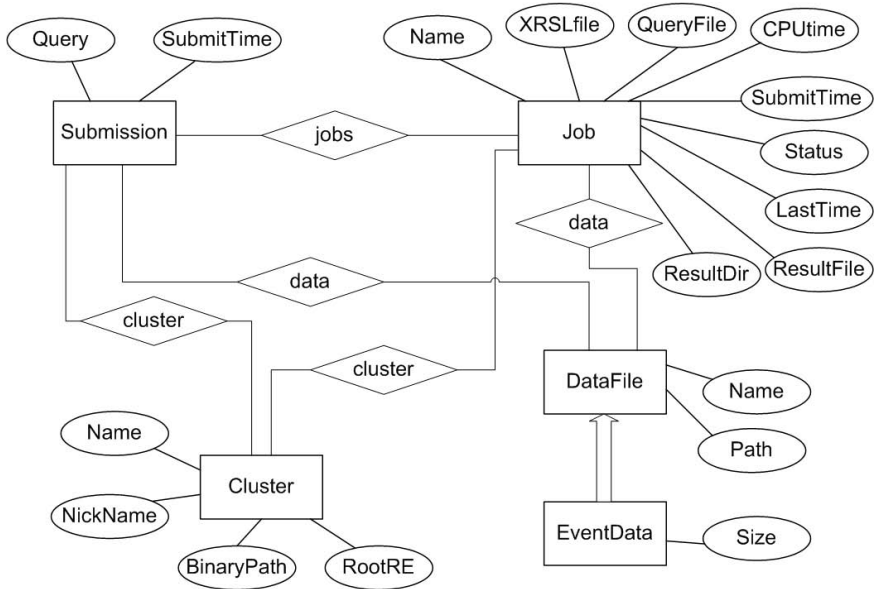 Query
SubmitTime
Name
XRSLfile
QueryFile
CPUtime
Submission
jobs
Job
SubmitTime
Status
data
LastTime
data
ResultDir
ResultFile
cluster
cluster
DataFile
Name
Path
Name
Cluster
NickName
EventData
Size
BinaryPath
RootRE